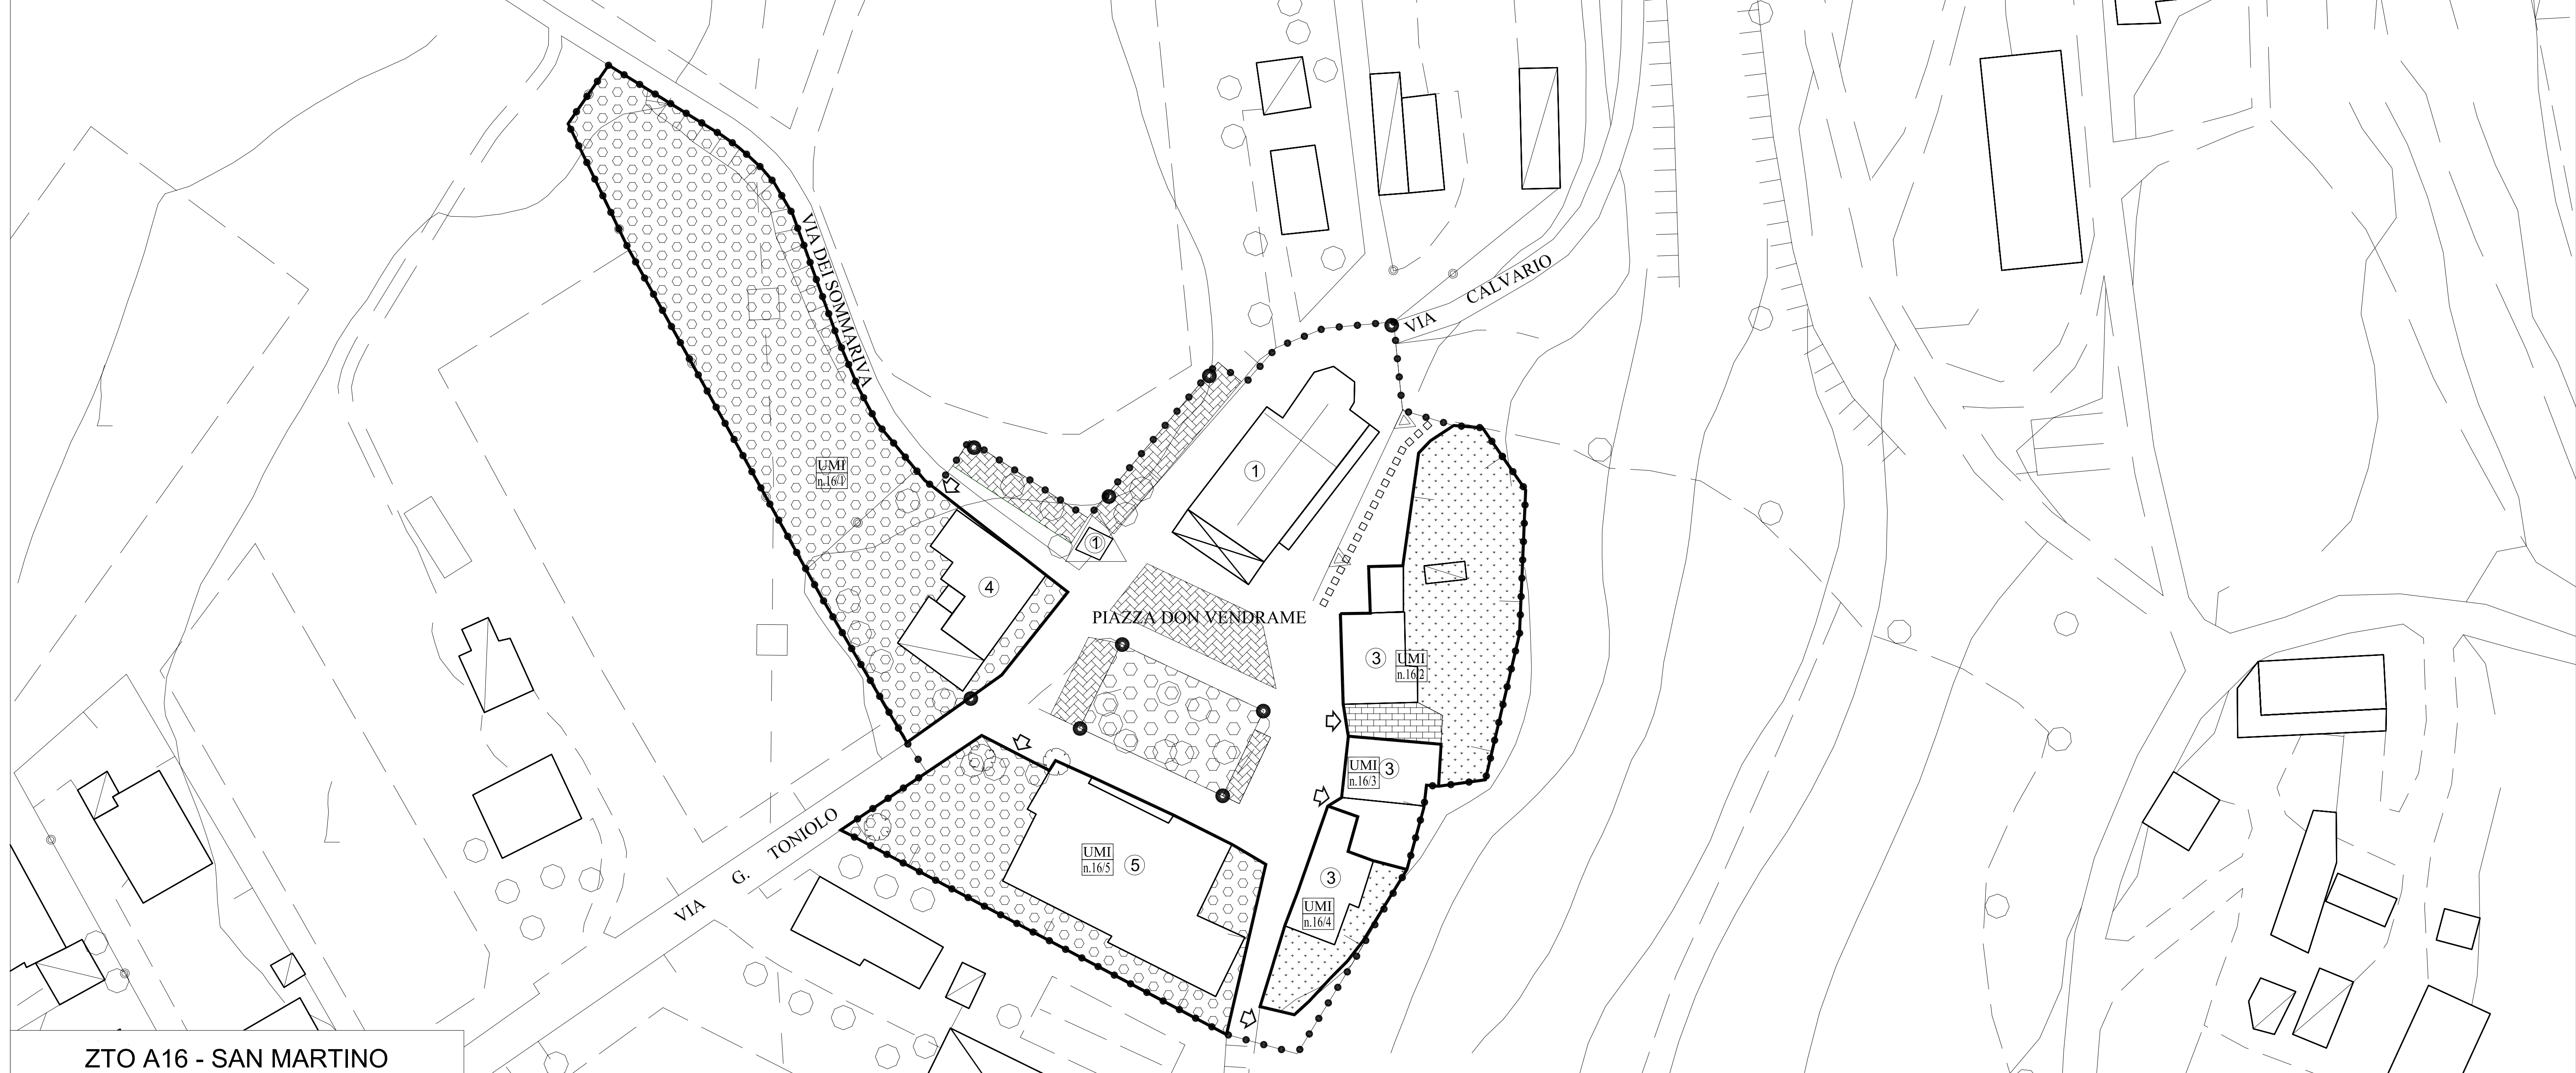 VIA DEI SOMMARIVA
VIA CALVARIO
UMI
n.16/1
1
1
4
PIAZZA DON VENDRAME
3
UMI
n.16/2
UMI
n.16/3
3
VIA G. TONIOLO
UMI
n.16/5
5
3
UMI
n.16/4
ZTO A16 - SAN MARTINO